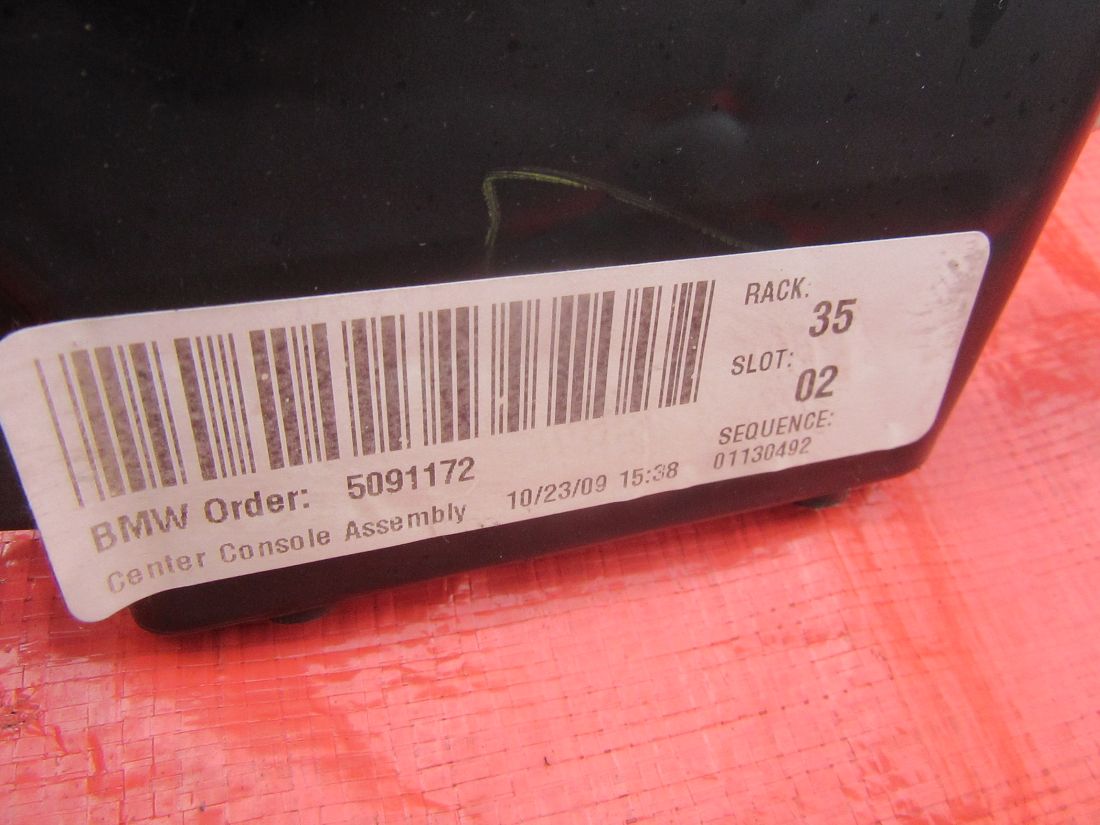 RACK:
35
SLOT:
02
SEQUENCE:
01130492
BMW Order: 5091172
Center Console Assembly 10/23/09 15:38